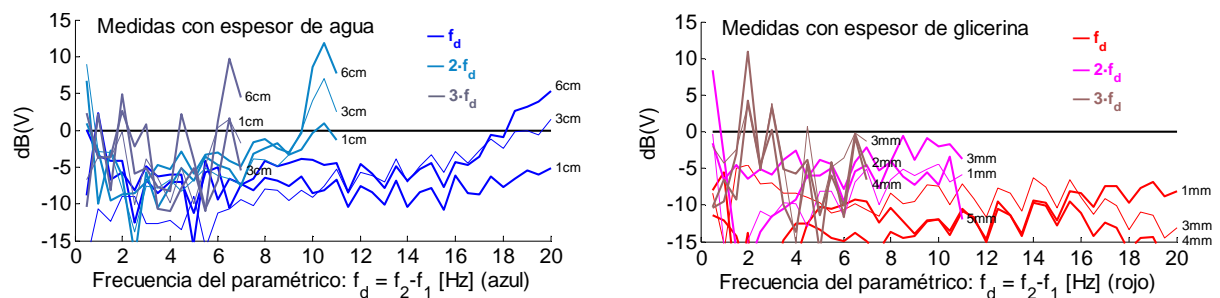 Medidas con espesor de agua
dB(V)
15
10
5
0
-5
-10
-15
f_d
2·f_d
3·f_d
6cm
1cm
3cm
6cm
3cm
1cm
6cm
3cm
1cm
0 2 4 6 8 10 12 14 16 18 20
Frecuencia del paramétrico: f_d = f_2-f_1 [Hz] (azul)
Medidas con espesor de glicerina
dB(V)
15
10
5
0
-5
-10
-15
f_d
2·f_d
3·f_d
3mm
2mm
4mm
3mm
1mm
5mm
1mm
3mm
4mm
0 2 4 6 8 10 12 14 16 18 20
Frecuencia del paramétrico: f_d = f_2-f_1 [Hz] (rojo)